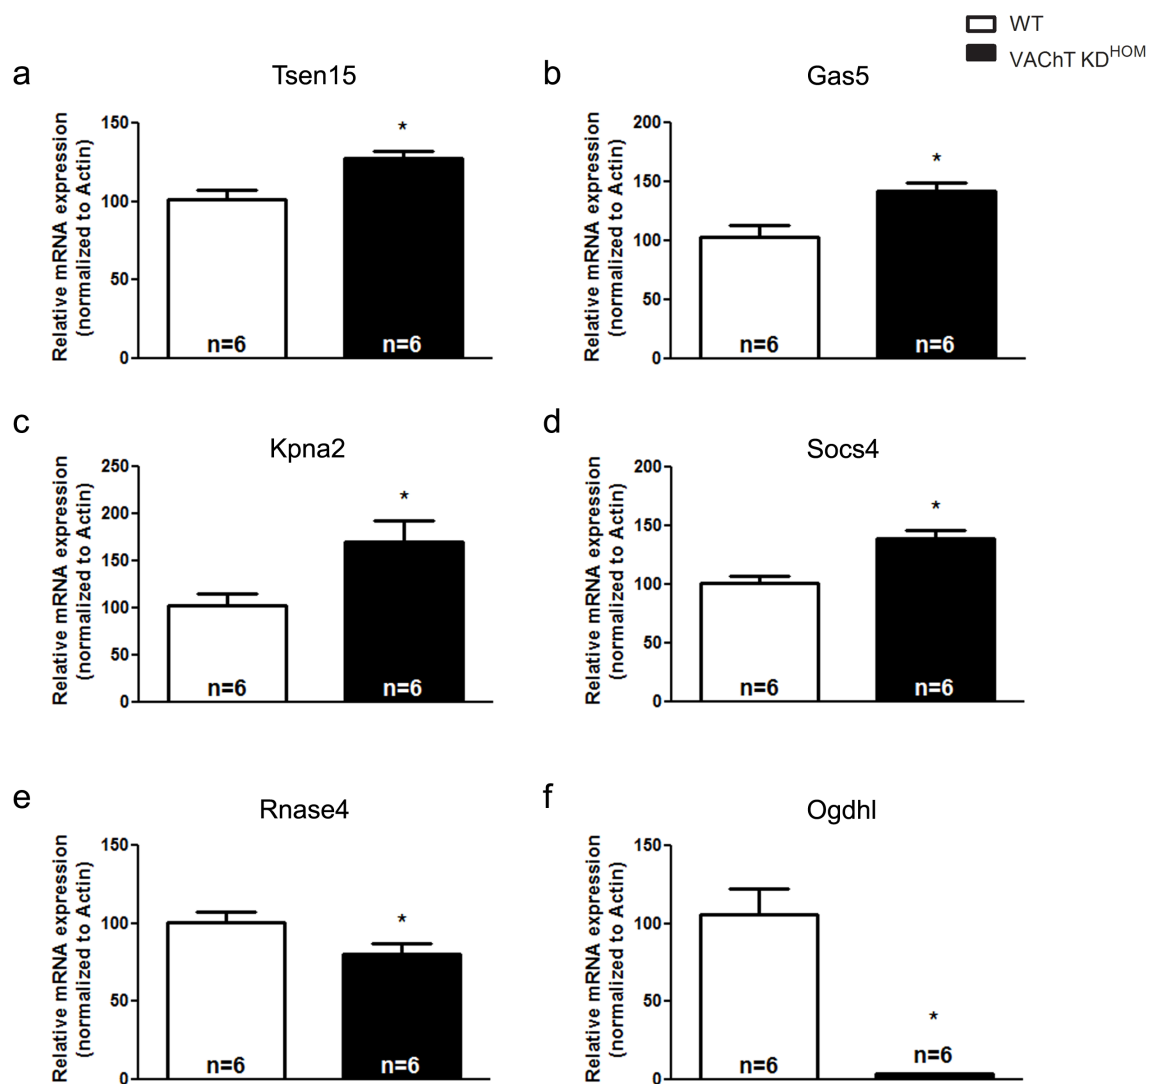 WT
VAChT KD^HOM
a
Tsen15
Relative mRNA expression
(normalized to Actin)
150
100
50
0
*
n=6
n=6
b
Gas5
Relative mRNA expression
(normalized to Actin)
200
150
100
50
0
*
n=6
n=6
c
Kpna2
Relative mRNA expression
(normalized to Actin)
250
200
150
100
50
0
*
n=6
n=6
d
Socs4
Relative mRNA expression
(normalized to Actin)
200
150
100
50
0
*
n=6
n=6
e
Rnase4
Relative mRNA expression
(normalized to Actin)
150
100
50
0
*
n=6
n=6
f
Ogdhl
Relative mRNA expression
(normalized to Actin)
150
100
50
0
*
n=6
n=6